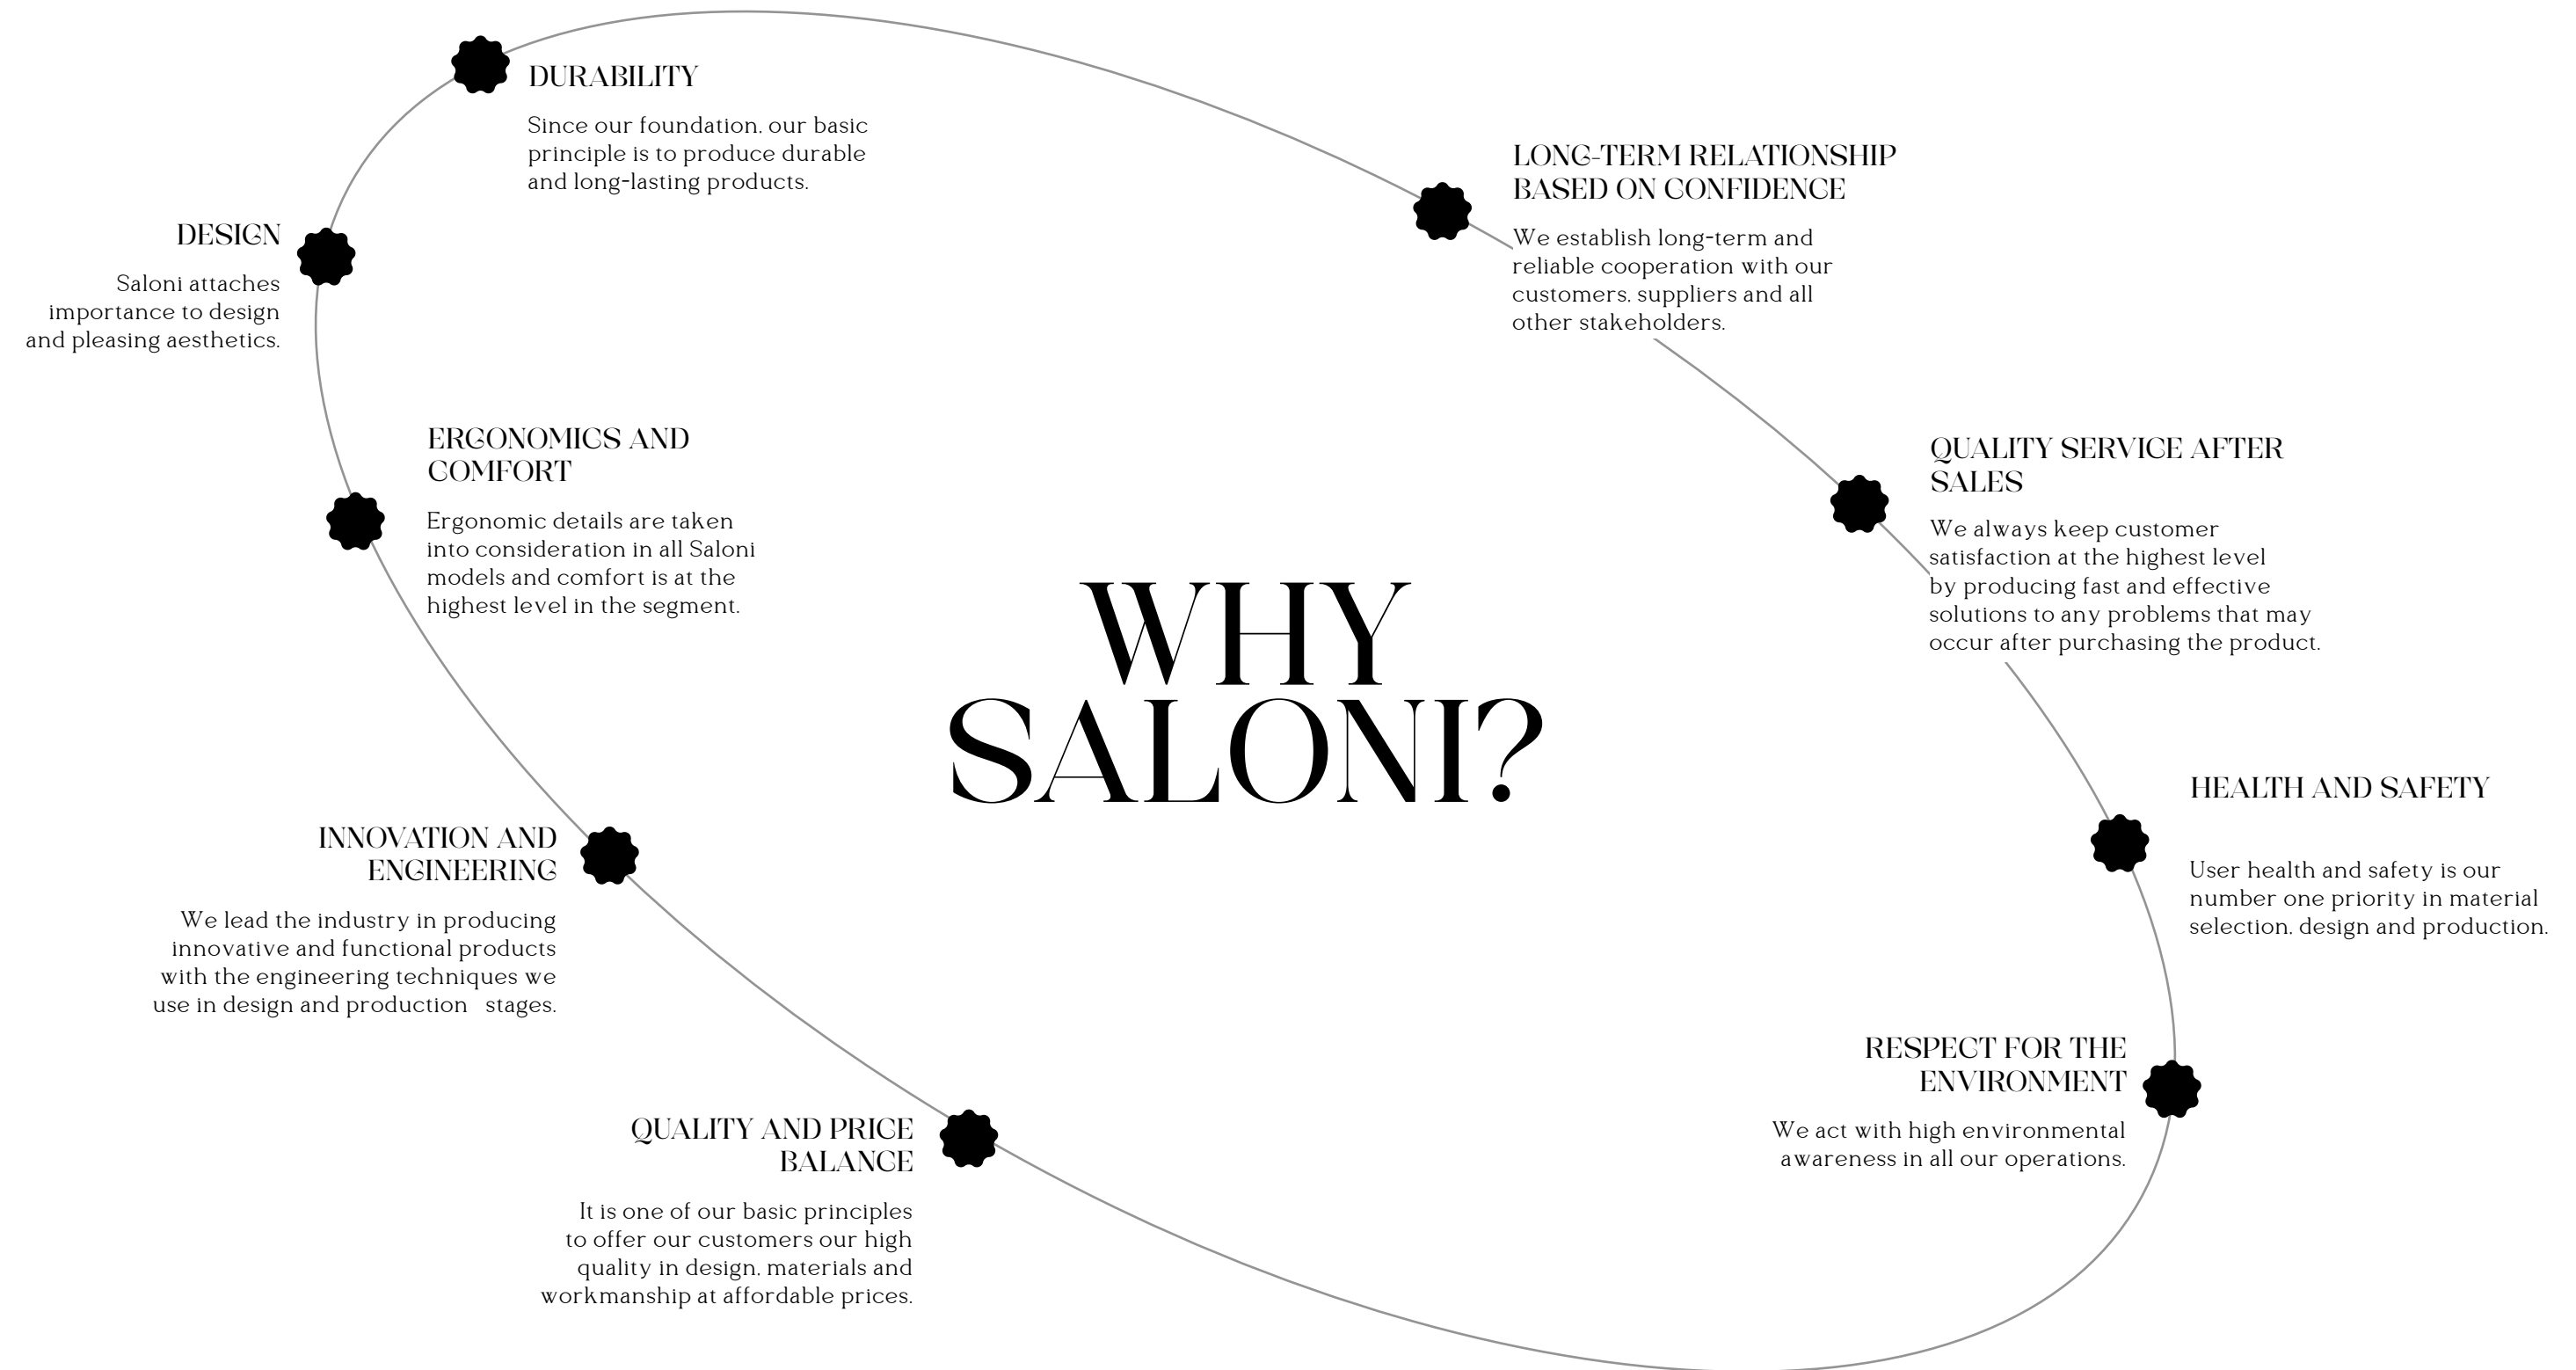 DURABILITY
Since our foundation, our basic
principle is to produce durable
and long-lasting products.
DESIGN
Saloni attaches
importance to design
and pleasing aesthetics.
ERGONOMICS AND
COMFORT
Ergonomic details are taken
into consideration in all Saloni
models and comfort is at the
highest level in the segment.
INNOVATION AND
ENGINEERING
We lead the industry in producing
innovative and functional products
with the engineering techniques we
use in design and production stages.
QUALITY AND PRICE
BALANCE
It is one of our basic principles
to offer our customers our high
quality in design, materials and
workmanship at affordable prices.
WHY
SALONI?
LONG-TERM RELATIONSHIP
BASED ON CONFIDENCE
We establish long-term and
reliable cooperation with our
customers, suppliers and all
other stakeholders.
QUALITY SERVICE AFTER
SALES
We always keep customer
satisfaction at the highest level
by producing fast and effective
solutions to any problems that may
occur after purchasing the product.
HEALTH AND SAFETY
User health and safety is our
number one priority in material
selection, design and production.
RESPECT FOR THE
ENVIRONMENT
We act with high environmental
awareness in all our operations.